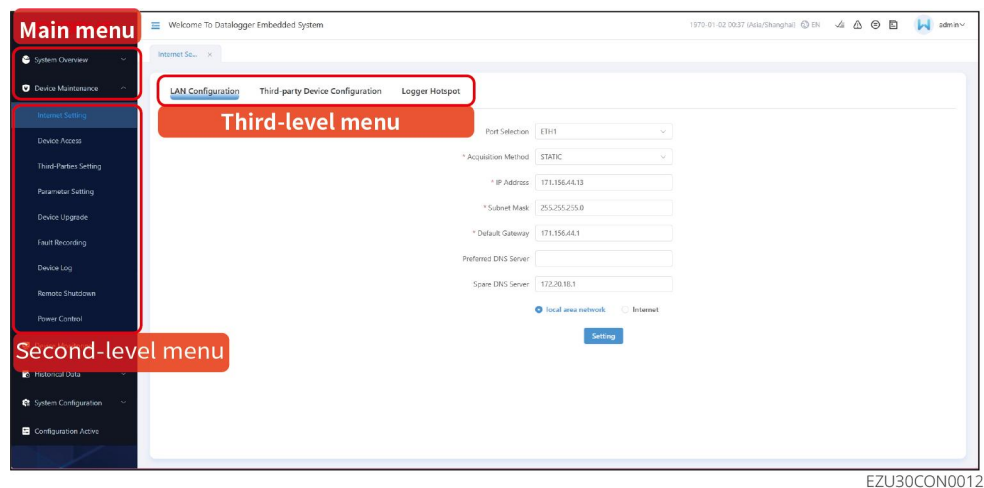 Main menu
Welcome To Datalogger Embedded System
1970-01-02 00:37 (Asia/Shanghai) EN
admin
System Overview
Internet Se...
Device Maintenance
LAN Configuration Third-party Device Configuration Logger Hotspot
Internet Setting
Third-level menu
Port Selection ETH1
Device Access
* Acquisition Method STATIC
Third-Parties Setting
* IP Address 171.156.44.13
Parameter Setting
* Subnet Mask 255.255.255.0
Device Upgrade
* Default Gateway 171.156.44.1
Fault Recording
Preferred DNS Server
Device Log
Spare DNS Server 172.20.18.1
Remote Shutdown
local area network Internet
Power Control
Setting
Second-level menu
Historical Data
System Configuration
Configuration Active
EZU30CON0012